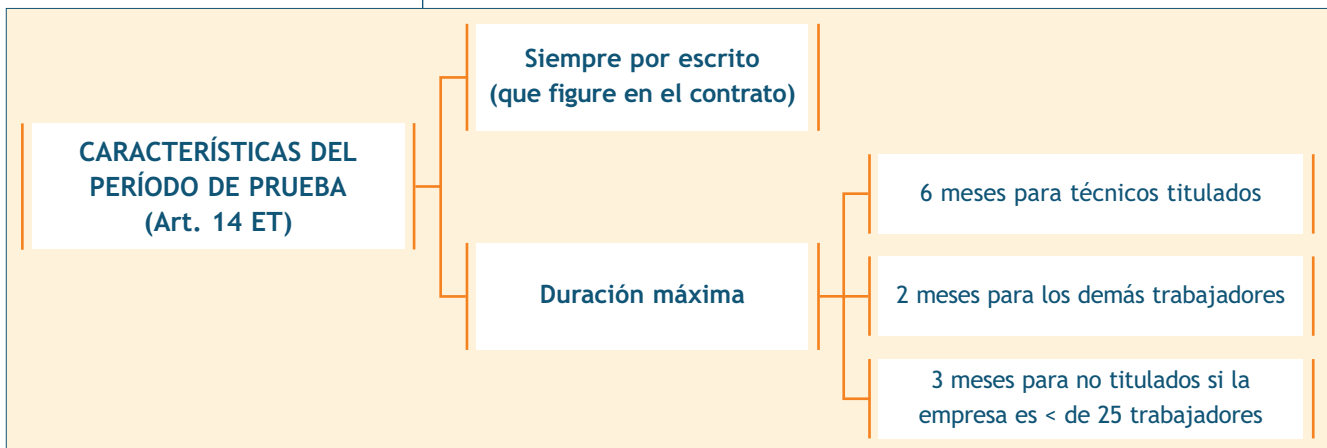 CARACTERÍSTICAS DEL
PERÍODO DE PRUEBA
(Art. 14 ET)
Siempre por escrito
(que figure en el contrato)
Duración máxima
6 meses para técnicos titulados
2 meses para los demás trabajadores
3 meses para no titulados si la
empresa es < de 25 trabajadores